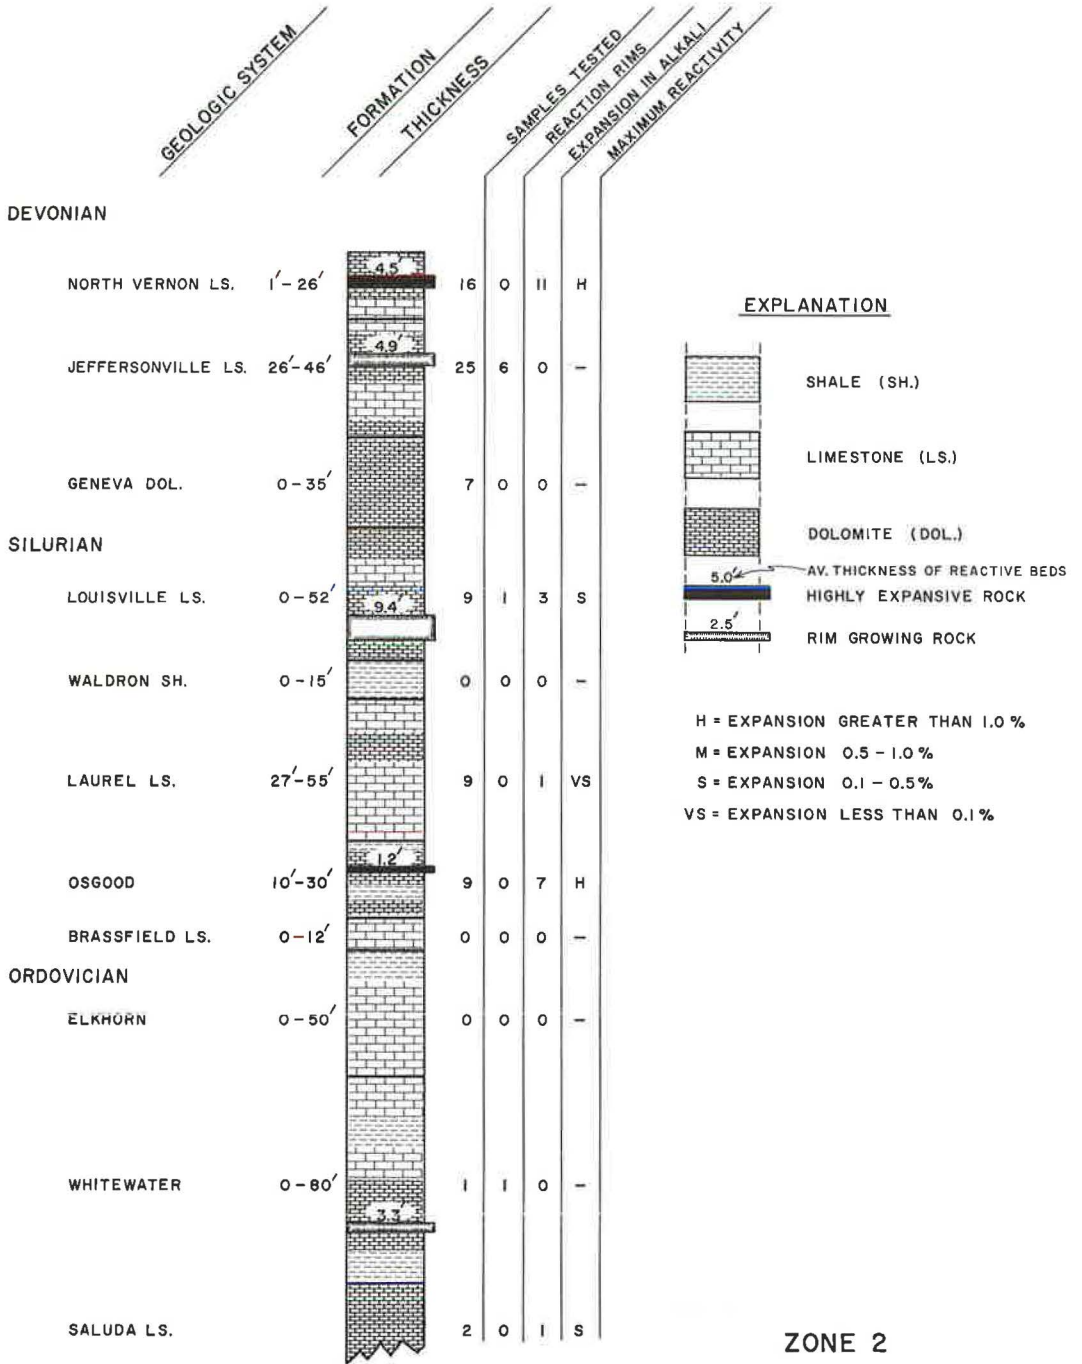 GEOLOGIC SYSTEM
FORMATION
THICKNESS
SAMPLES TESTED
REACTION RIMS
EXPANSION IN ALKALI
MAXIMUM REACTIVITY
DEVONIAN
NORTH VERNON LS. 1′-26′ 4.5′ 16 0 11 H
JEFFERSONVILLE LS. 26′-46′ 4.9′ 25 6 0 –
GENEVA DOL. 0-35′ 7 0 0 –
SILURIAN
LOUISVILLE LS. 0-52′ 9.4′ 9 1 3 S
WALDRON SH. 0-15′ 0 0 0 –
LAUREL LS. 27′-55′ 9 0 1 VS
1.2′
OSGOOD 10′-30′ 9 0 7 H
BRASSFIELD LS. 0-12′ 0 0 0 –
ORDOVICIAN
ELKHORN 0-50′ 0 0 0 –
WHITEWATER 0-80′ 1 1 0 –
3.3′
SALUDA LS. 2 0 1 S
EXPLANATION
SHALE (SH.)
LIMESTONE (LS.)
DOLOMITE (DOL.)
5.0′ AV. THICKNESS OF REACTIVE BEDS
HIGHLY EXPANSIVE ROCK
2.5′
RIM GROWING ROCK
H = EXPANSION GREATER THAN 1.0 %
M = EXPANSION 0.5 - 1.0 %
S = EXPANSION 0.1 - 0.5 %
VS = EXPANSION LESS THAN 0.1 %
ZONE 2